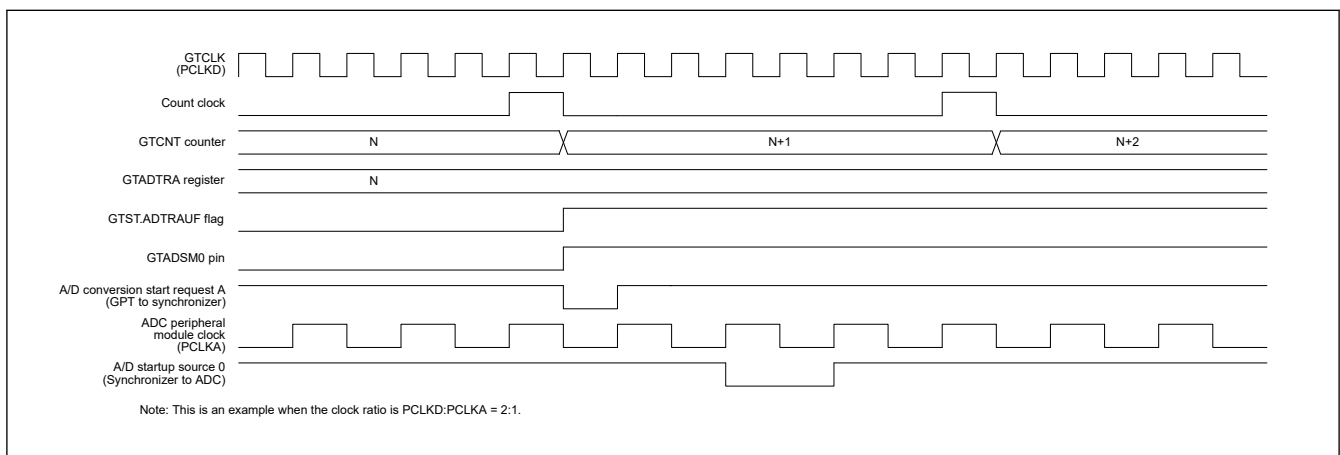 GTCLK
(PCLKD)
Count clock
GTCNT counter
N
N+1
N+2
GTADTRA register
N
GTST.ADTRAUF flag
GTADSM0 pin
A/D conversion start request A
(GPT to synchronizer)
ADC peripheral
module clock
(PCLKA)
A/D startup source 0
(Synchronizer to ADC)
Note: This is an example when the clock ratio is PCLKD:PCLKA = 2:1.